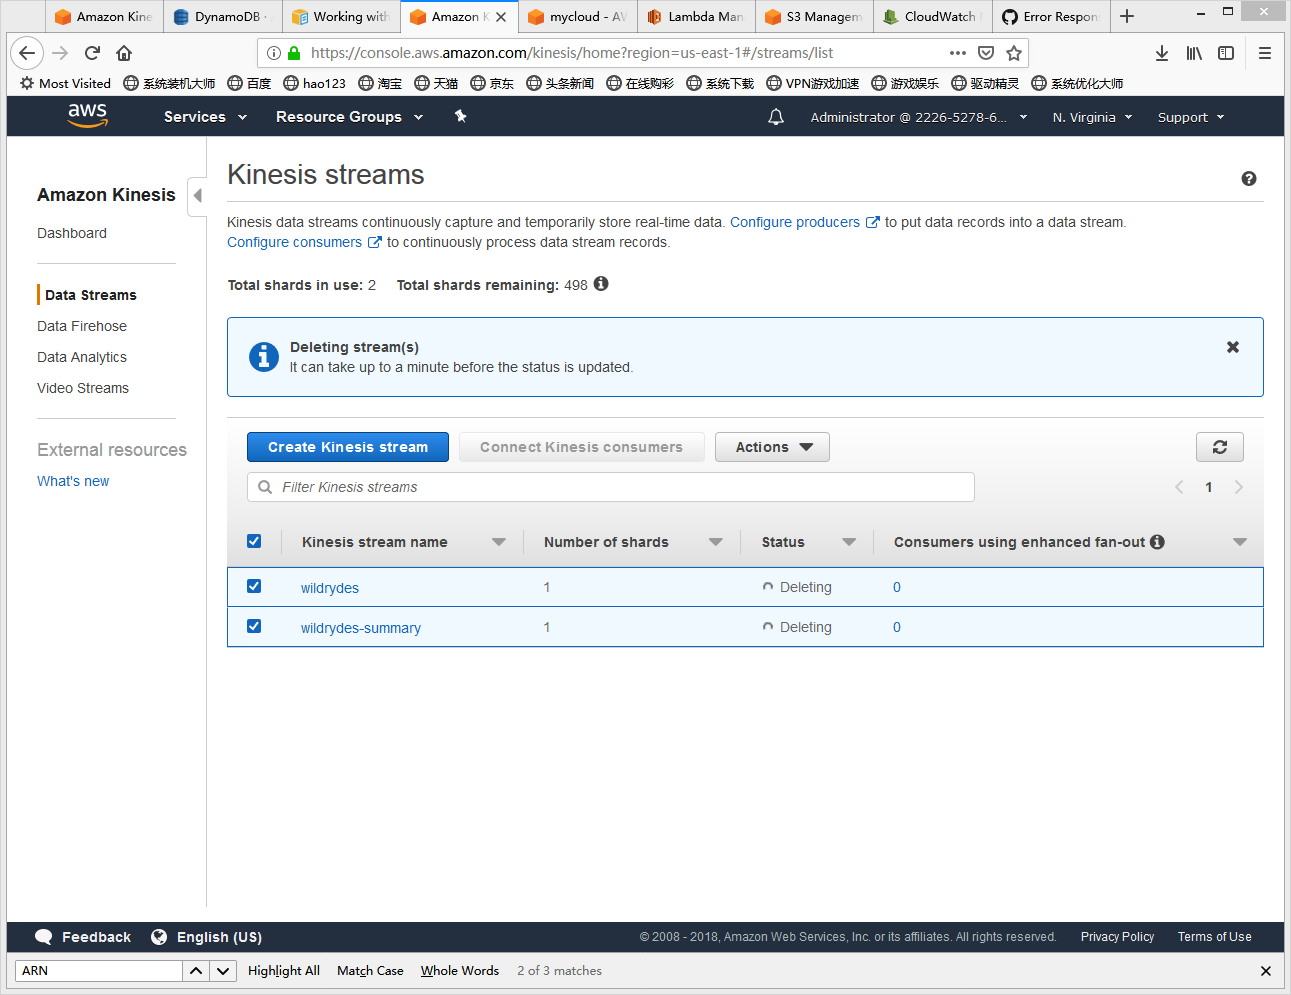 Amazon Kine
DynamoDB ·
Working with
Amazon K
mycloud - AV
Lambda Man
S3 Managem
CloudWatch
Error Respon
https://console.aws.amazon.com/kinesis/home?region=us-east-1#/streams/list
Most Visited 系统装机大师 百度 hao123 淘宝 天猫 京东 头条新闻 在线购彩 系统下载 VPN游戏加速 游戏娱乐 驱动精灵 系统优化大师
aws Services Resource Groups Administrator @ 2226-5278-6... N. Virginia Support
Amazon Kinesis
Dashboard
Data Streams
Data Firehose
Data Analytics
Video Streams
External resources
What's new
Kinesis streams
Kinesis data streams continuously capture and temporarily store real-time data. Configure producers to put data records into a data stream.
Configure consumers to continuously process data stream records.
Total shards in use: 2 Total shards remaining: 498
Deleting stream(s)
It can take up to a minute before the status is updated.
Create Kinesis stream Connect Kinesis consumers Actions
Filter Kinesis streams 1
Kinesis stream name Number of shards Status Consumers using enhanced fan-out
wildrydes 1 Deleting 0
wildrydes-summary 1 Deleting 0
Feedback English (US) © 2008 - 2018, Amazon Web Services, Inc. or its affiliates. All rights reserved. Privacy Policy Terms of Use
ARN Highlight All Match Case Whole Words 2 of 3 matches